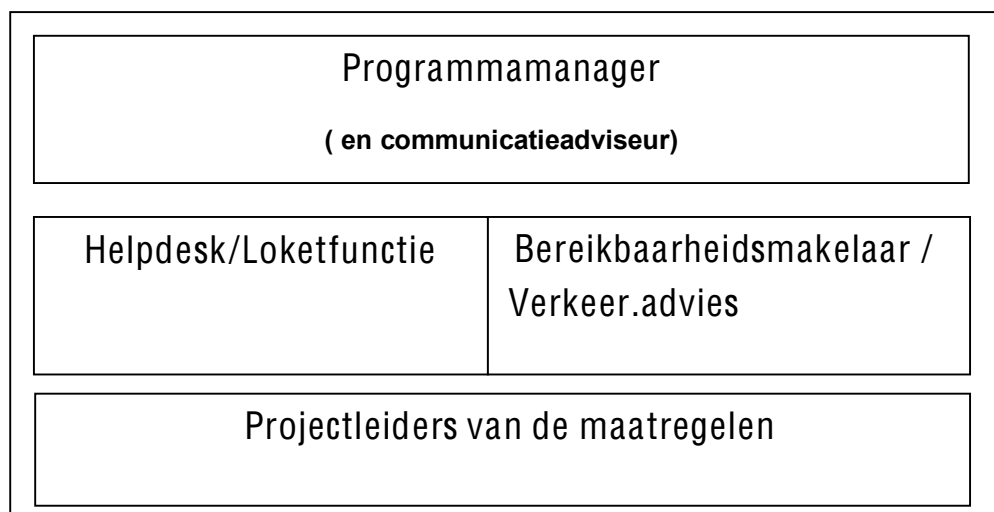 Programmamanager
( en communicatieadviseur)
Helpdesk/Loketfunctie
Bereikbaarheidsmakelaar /
Verkeer.advies
Projectleiders van de maatregelen